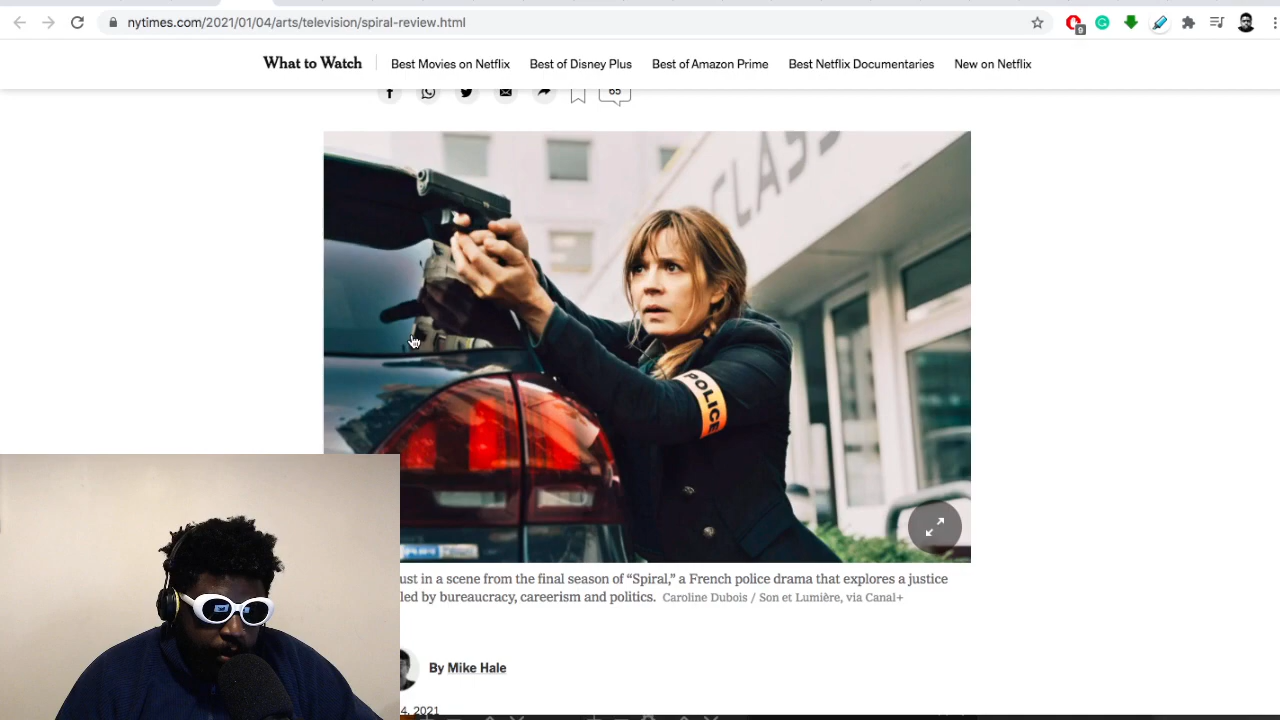 nytimes.com/2021/01/04/arts/television/spiral-review.html
9
What to Watch
Best Movies on Netflix
Best of Disney Plus
Best of Amazon Prime
Best Netflix Documentaries
New on Netflix
65
CLASS
POLICE
ust in a scene from the final season of “Spiral,” a French police drama that explores a justice
led by bureaucracy, careerism and politics. Caroline Dubois / Son et Lumière, via Canal+
By Mike Hale
4, 2021